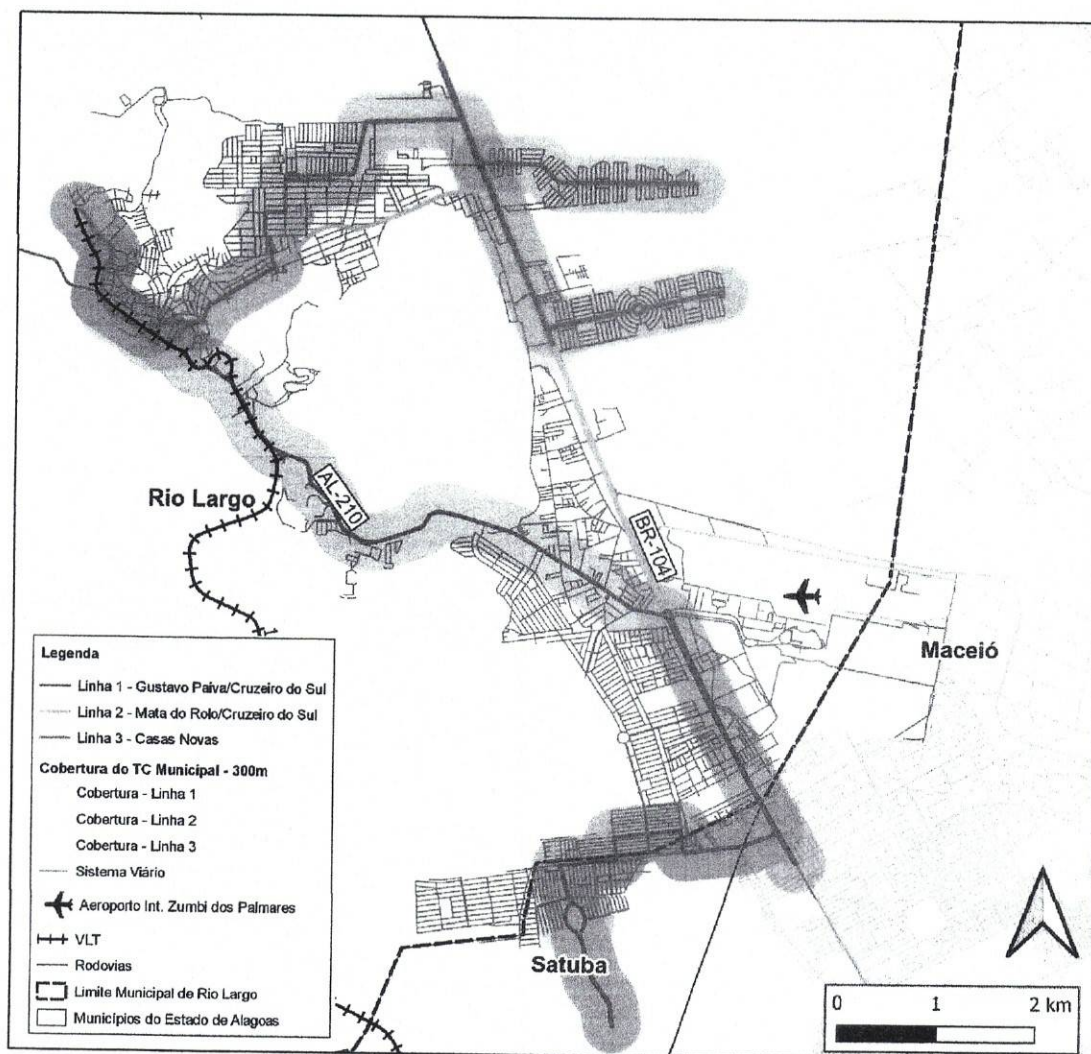 Rio Largo
AL-210
BR-104
Maceió
Satuba
Legenda
Linha 1 - Gustavo Paiva/Cruzeiro do Sul
Linha 2 - Mata do Rolo/Cruzeiro do Sul
Linha 3 - Casas Novas
Cobertura do TC Municipal - 300m
Cobertura - Linha 1
Cobertura - Linha 2
Cobertura - Linha 3
Sistema Viário
Aeroporto Int. Zumbi dos Palmares
VLT
Rodovias
Limite Municipal de Rio Largo
Municípios do Estado de Alagoas
0 1 2 km